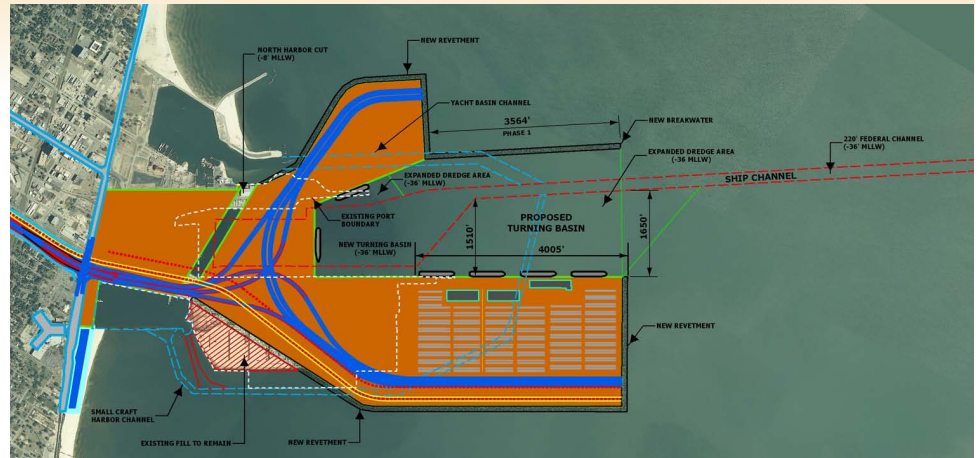 NEW REVETMENT
NORTH HARBOR CUT
(-8' MLLW)
YACHT BASIN CHANNEL
3564'
PHASE 1
NEW BREAKWATER
220' FEDERAL CHANNEL
(-36' MLLW)
EXPANDED DREDGE AREA
(-36 MLLW)
EXPANDED DREDGE AREA
(-36' MLLW)
SHIP CHANNEL
EXISTING PORT
BOUNDARY
PROPOSED
TURNING BASIN
NEW TURNING BASIN
(-36' MLLW)
1510'
4005'
1650'
NEW REVETMENT
SMALL CRAFT
HARBOR CHANNEL
EXISTING FILL TO REMAIN
NEW REVETMENT